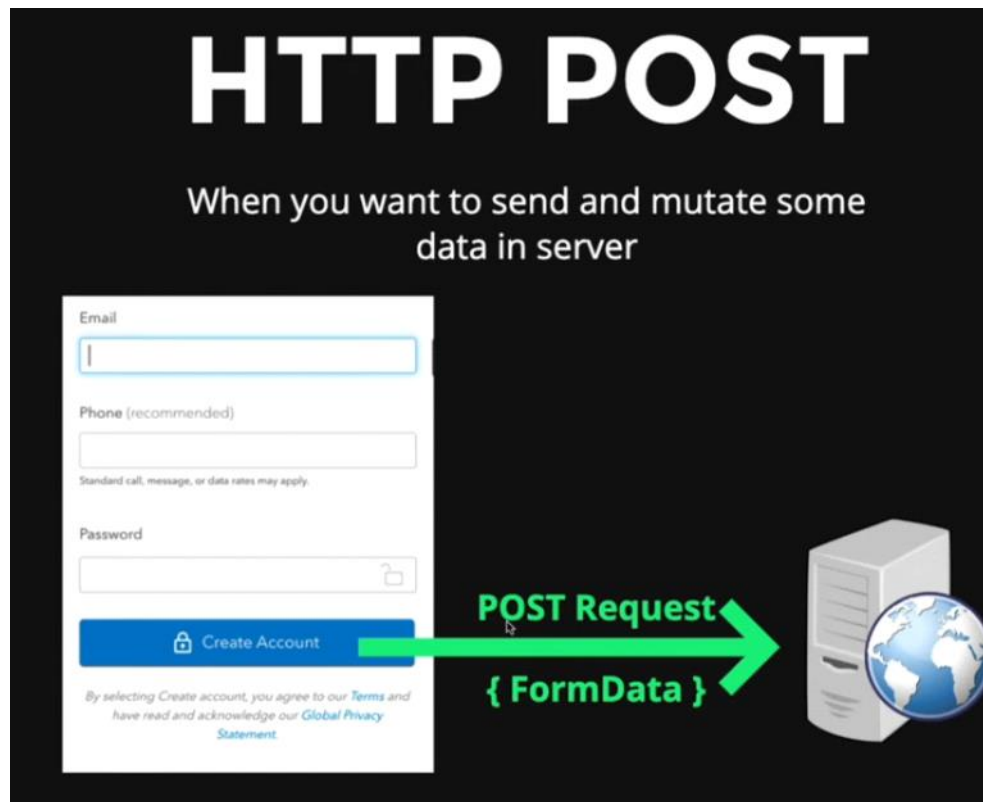 HTTP POST
When you want to send and mutate some
data in server
Email
Phone (recommended)
Standard call, message, or data rates may apply.
Password
Create Account
By selecting Create account, you agree to our Terms and
have read and acknowledge our Global Privacy
Statement.
POST Request
{ FormData }